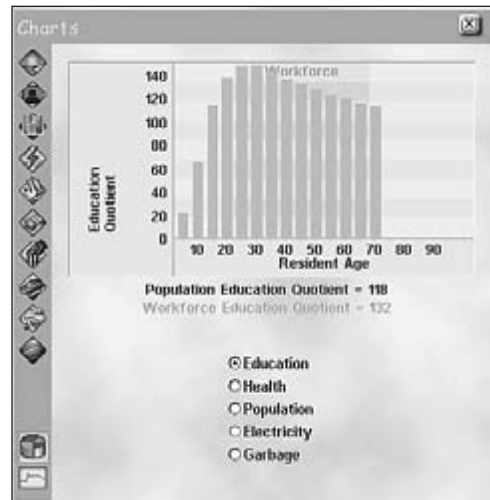 Charts
140
Workforce
120
100
80
60
40
20
0
Education
Quotient
10 20 30 40 50 60 70 80 90
Resident Age
Population Education Quotient = 118
Workforce Education Quotient = 132
Education
Health
Population
Electricity
Garbage